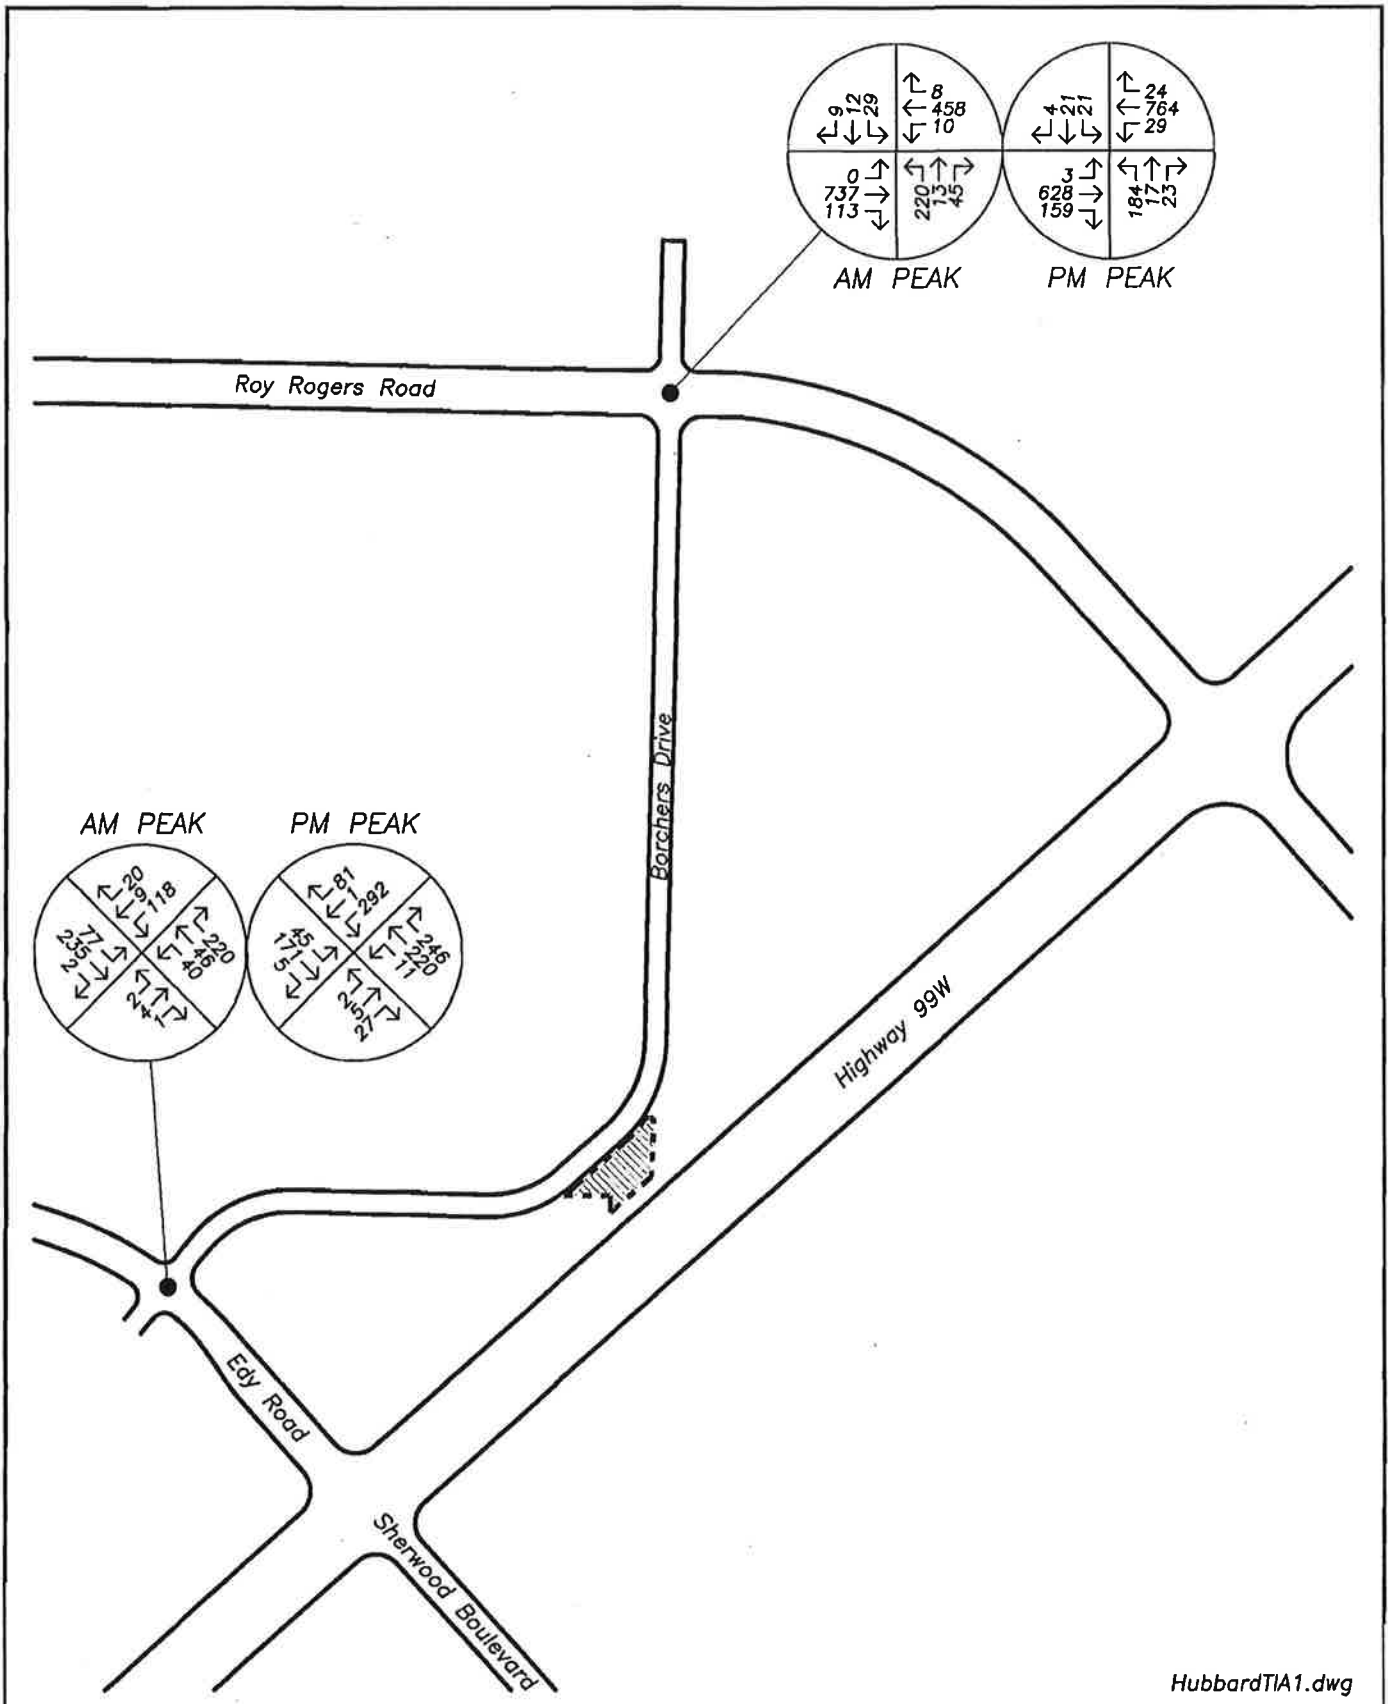 9 12 29
8
458
10
0
737
113
220 13 45
AM PEAK
4 21 21
24
764
29
3
628
159
184 17 23
PM PEAK
Roy Rogers Road
Borchers Drive
AM PEAK
20
9
118
77
235
2
220
46
40
2
4
1
PM PEAK
81
1
292
45
171
5
246
220
11
2
5
27
Highway 99W
Edy Road
Sherwood Boulevard
HubbardTIA1.dwg